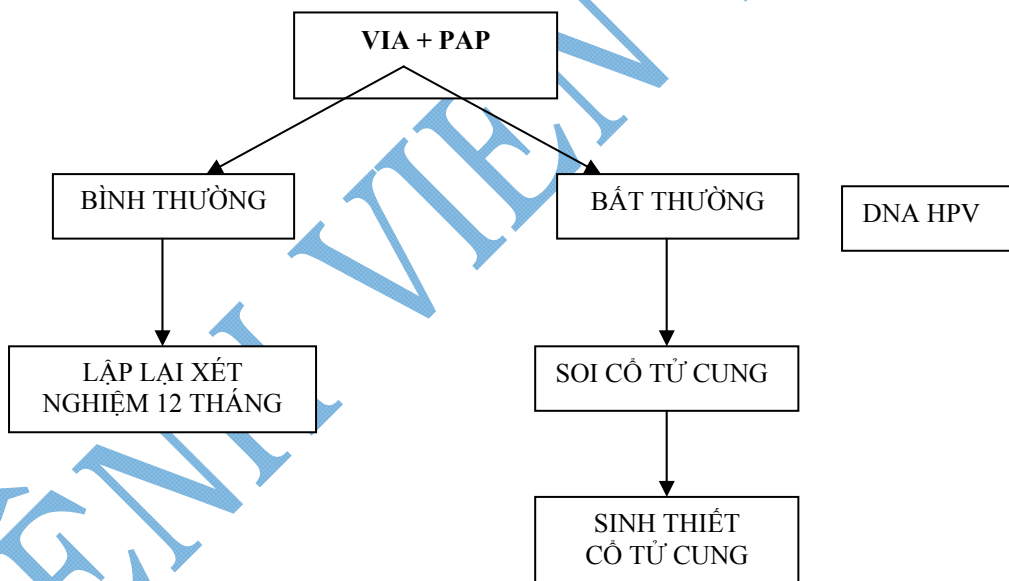 VIA + PAP
BÌNH THƯỜNG
BẤT THƯỜNG
DNA HPV
LẬP LẠI XÉT
NGHIỆM 12 THÁNG
SOI CỔ TỬ CUNG
SINH THIẾT
CỔ TỬ CUNG